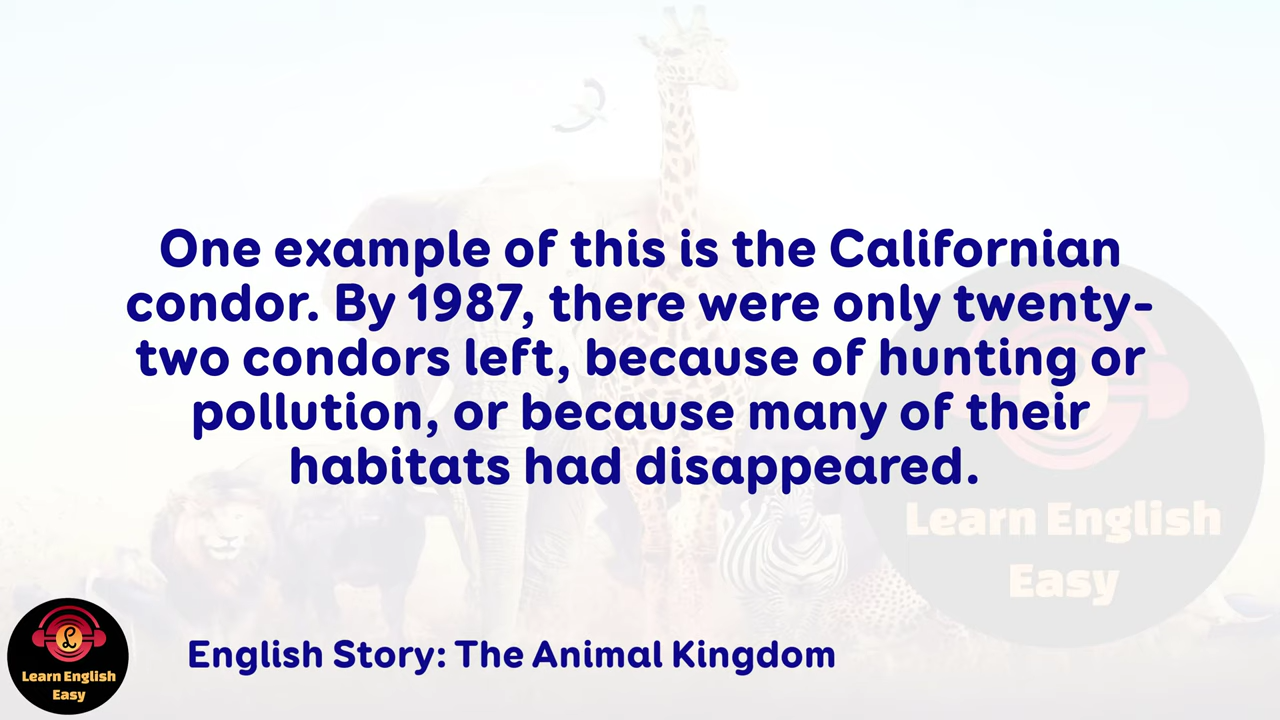 One example of this is the Californian
condor. By 1987, there were only twenty-
two condors left, because of hunting or
pollution, or because many of their
habitats had disappeared.
Learn English
Easy
English Story: The Animal Kingdom
L
Learn English
Easy